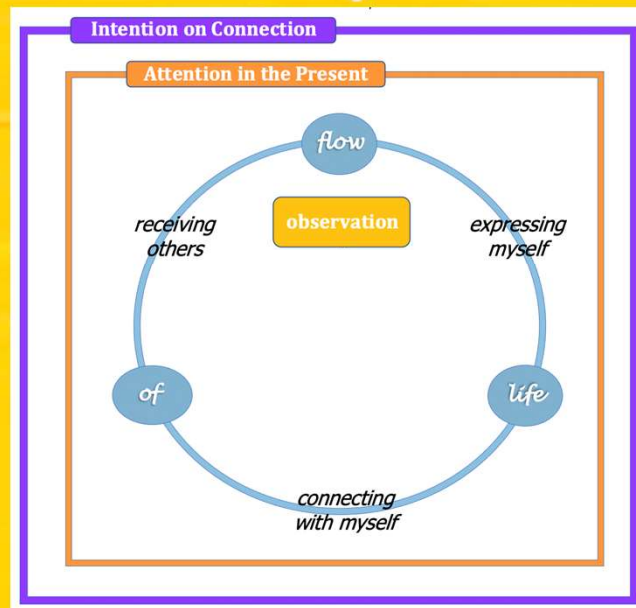 Intention on Connection
Attention in the Present
flow
observation
receiving
others
expressing
myself
of
life
connecting
with myself